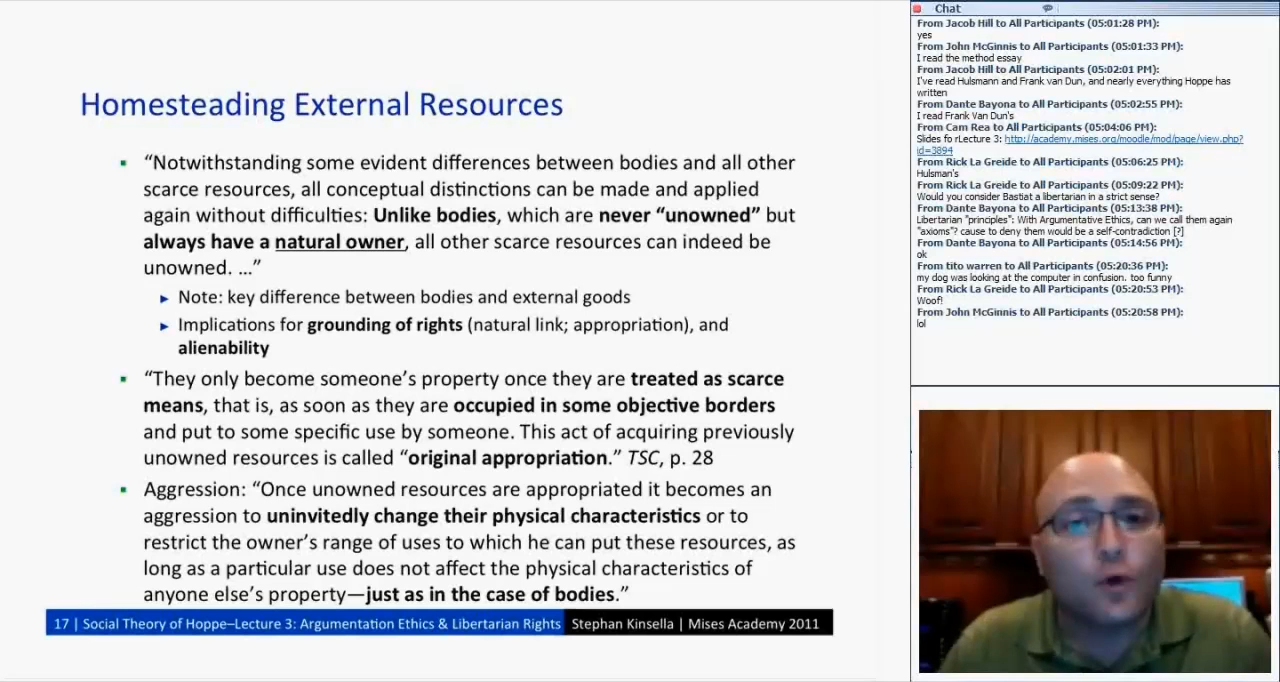 Homesteading External Resources
“Notwithstanding some evident differences between bodies and all other
scarce resources, all conceptual distinctions can be made and applied
again without difficulties: Unlike bodies, which are never “unowned” but
always have a natural owner, all other scarce resources can indeed be
unowned. …”
Note: key difference between bodies and external goods
Implications for grounding of rights (natural link; appropriation), and
alienability
“They only become someone’s property once they are treated as scarce
means, that is, as soon as they are occupied in some objective borders
and put to some specific use by someone. This act of acquiring previously
unowned resources is called “original appropriation.” TSC, p. 28
Aggression: “Once unowned resources are appropriated it becomes an
aggression to uninvitedly change their physical characteristics or to
restrict the owner’s range of uses to which he can put these resources, as
long as a particular use does not affect the physical characteristics of
anyone else’s property—just as in the case of bodies.”
17 | Social Theory of Hoppe–Lecture 3: Argumentation Ethics & Libertarian Rights Stephan Kinsella | Mises Academy 2011
Chat
From Jacob Hill to All Participants (05:01:28 PM):
yes
From John McGinnis to All Participants (05:01:33 PM):
I read the method essay
From Jacob Hill to All Participants (05:02:01 PM):
I've read Hulsmann and Frank van Dun, and nearly everything Hoppe has
written
From Dante Bayona to All Participants (05:02:55 PM):
I read Frank Van Dun's
From Cam Rea to All Participants (05:04:06 PM):
Slides fo rLecture 3: http://academy.mises.org/moodle/mod/page/view.php?
id=3894
From Rick La Greide to All Participants (05:06:25 PM):
Hulsman's
From Rick La Greide to All Participants (05:09:22 PM):
Would you consider Bastiat a libertarian in a strict sense?
From Dante Bayona to All Participants (05:13:38 PM):
Libertarian "principles": With Argumentative Ethics, can we call them again
"axioms"? cause to deny them would be a self-contradiction [?]
From Dante Bayona to All Participants (05:14:56 PM):
ok
From tito warren to All Participants (05:20:36 PM):
my dog was looking at the computer in confusion. too funny
From Rick La Greide to All Participants (05:20:53 PM):
Woof!
From John McGinnis to All Participants (05:20:58 PM):
lol